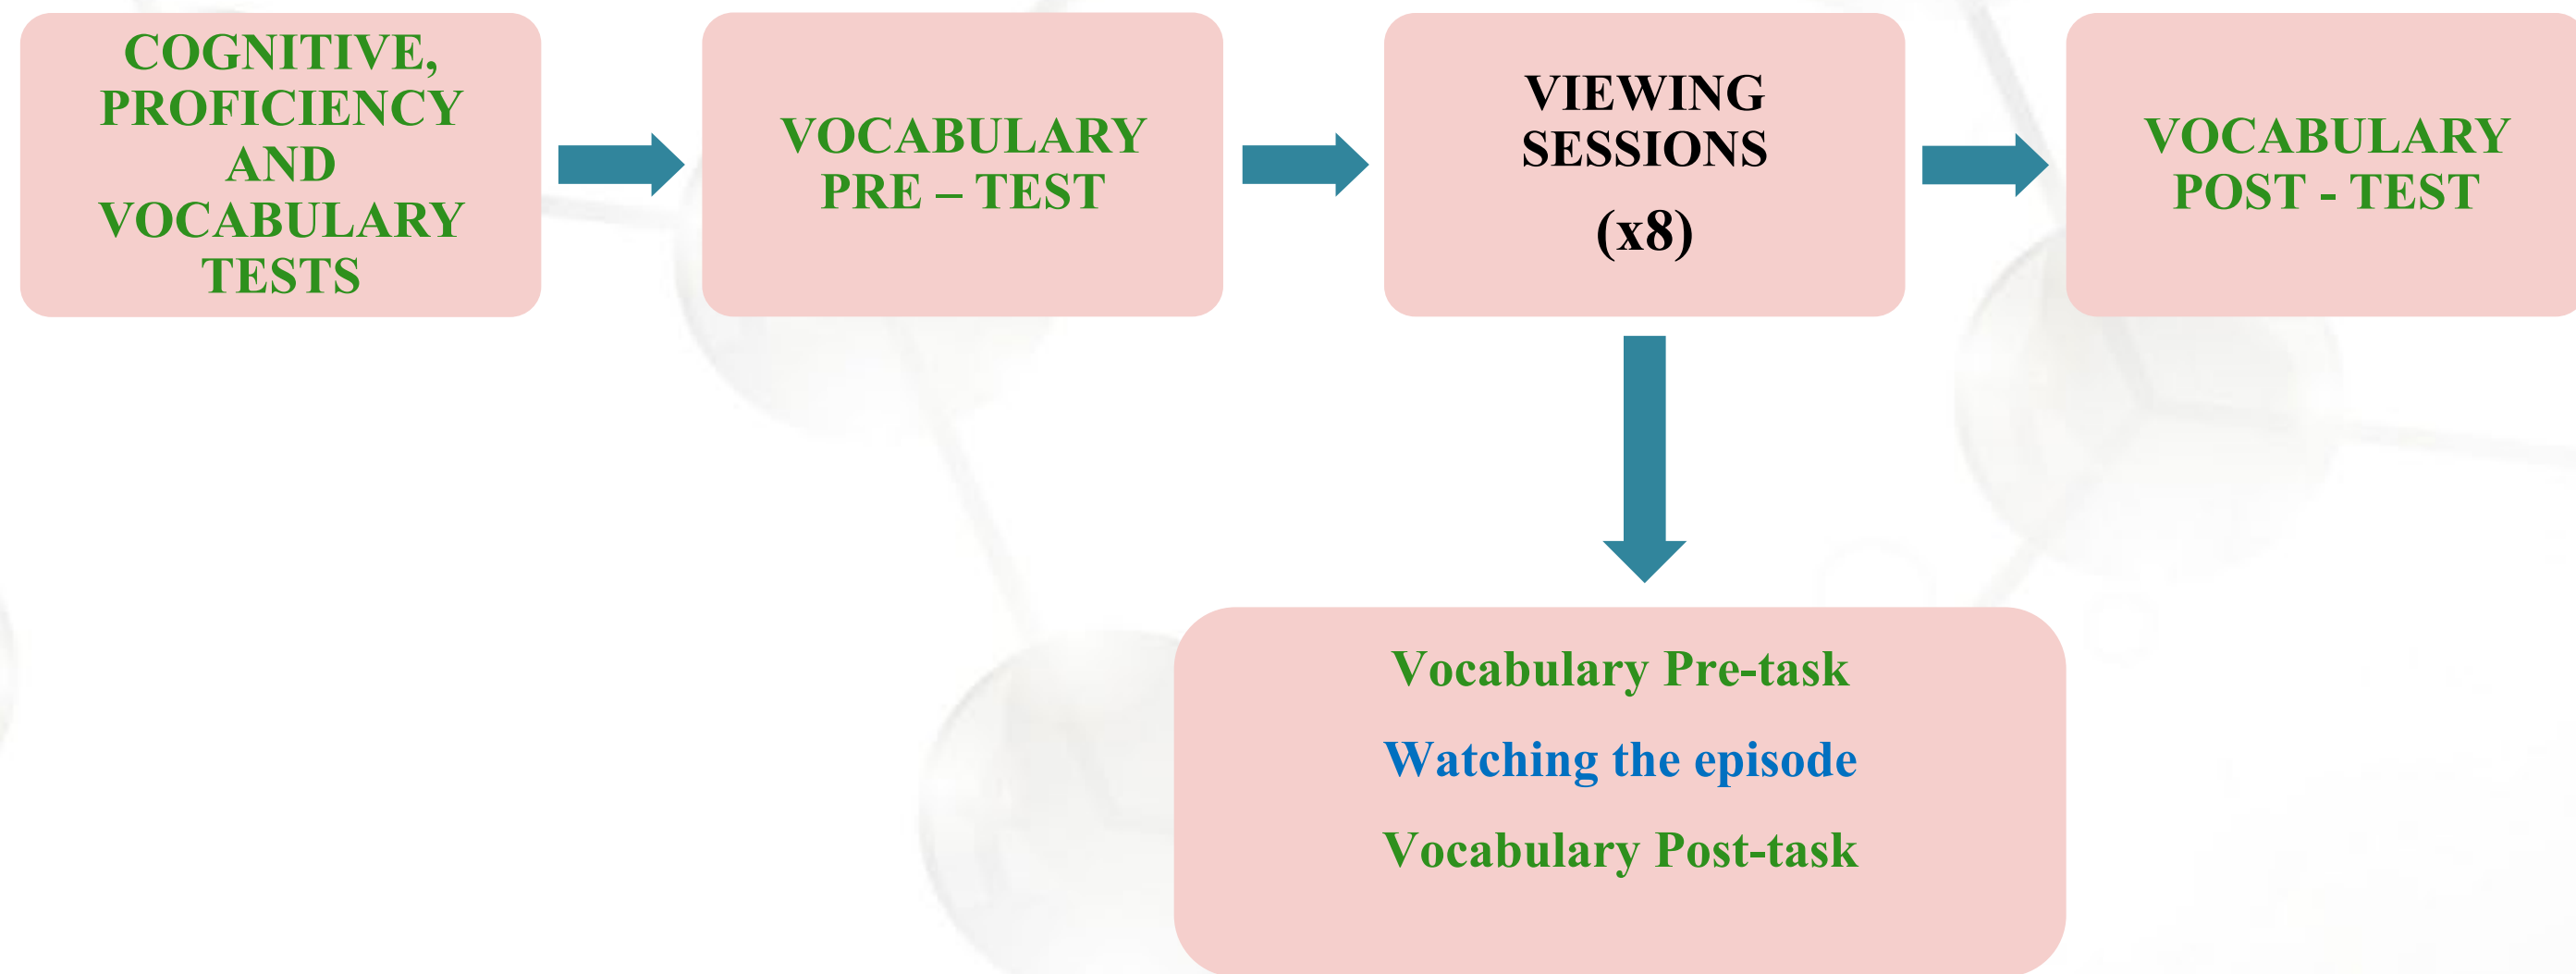 COGNITIVE,
PROFICIENCY
AND
VOCABULARY
TESTS
VOCABULARY
PRE – TEST
VIEWING
SESSIONS
(x8)
VOCABULARY
POST - TEST
Vocabulary Pre-task
Watching the episode
Vocabulary Post-task